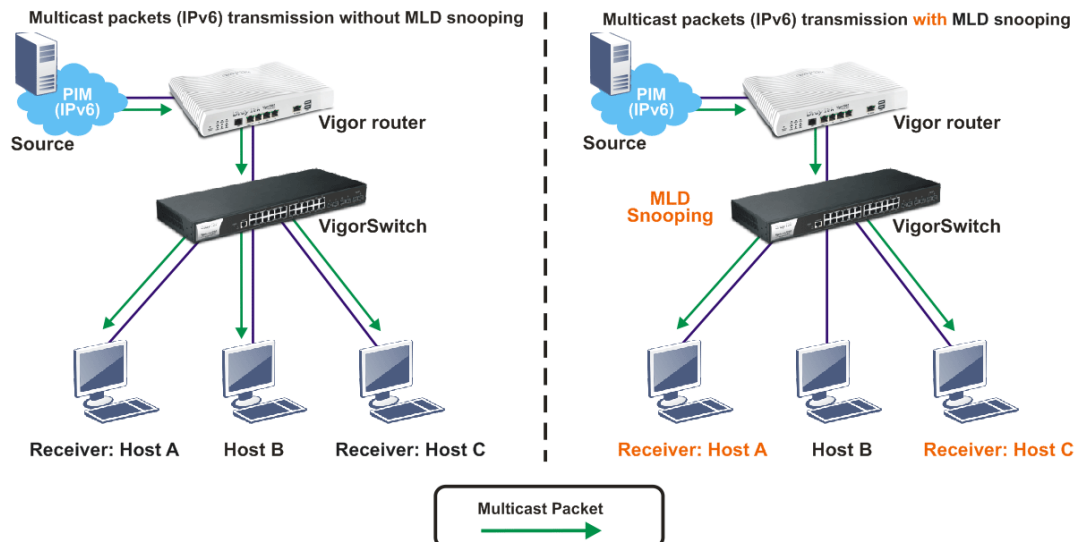 Multicast packets (IPv6) transmission without MLD snooping
PIM
(IPv6)
Source
Vigor router
VigorSwitch
Receiver: Host A
Host B
Receiver: Host C
Multicast packets (IPv6) transmission with MLD snooping
PIM
(IPv6)
Source
Vigor router
MLD
Snooping
VigorSwitch
Receiver: Host A
Host B
Receiver: Host C
Multicast Packet